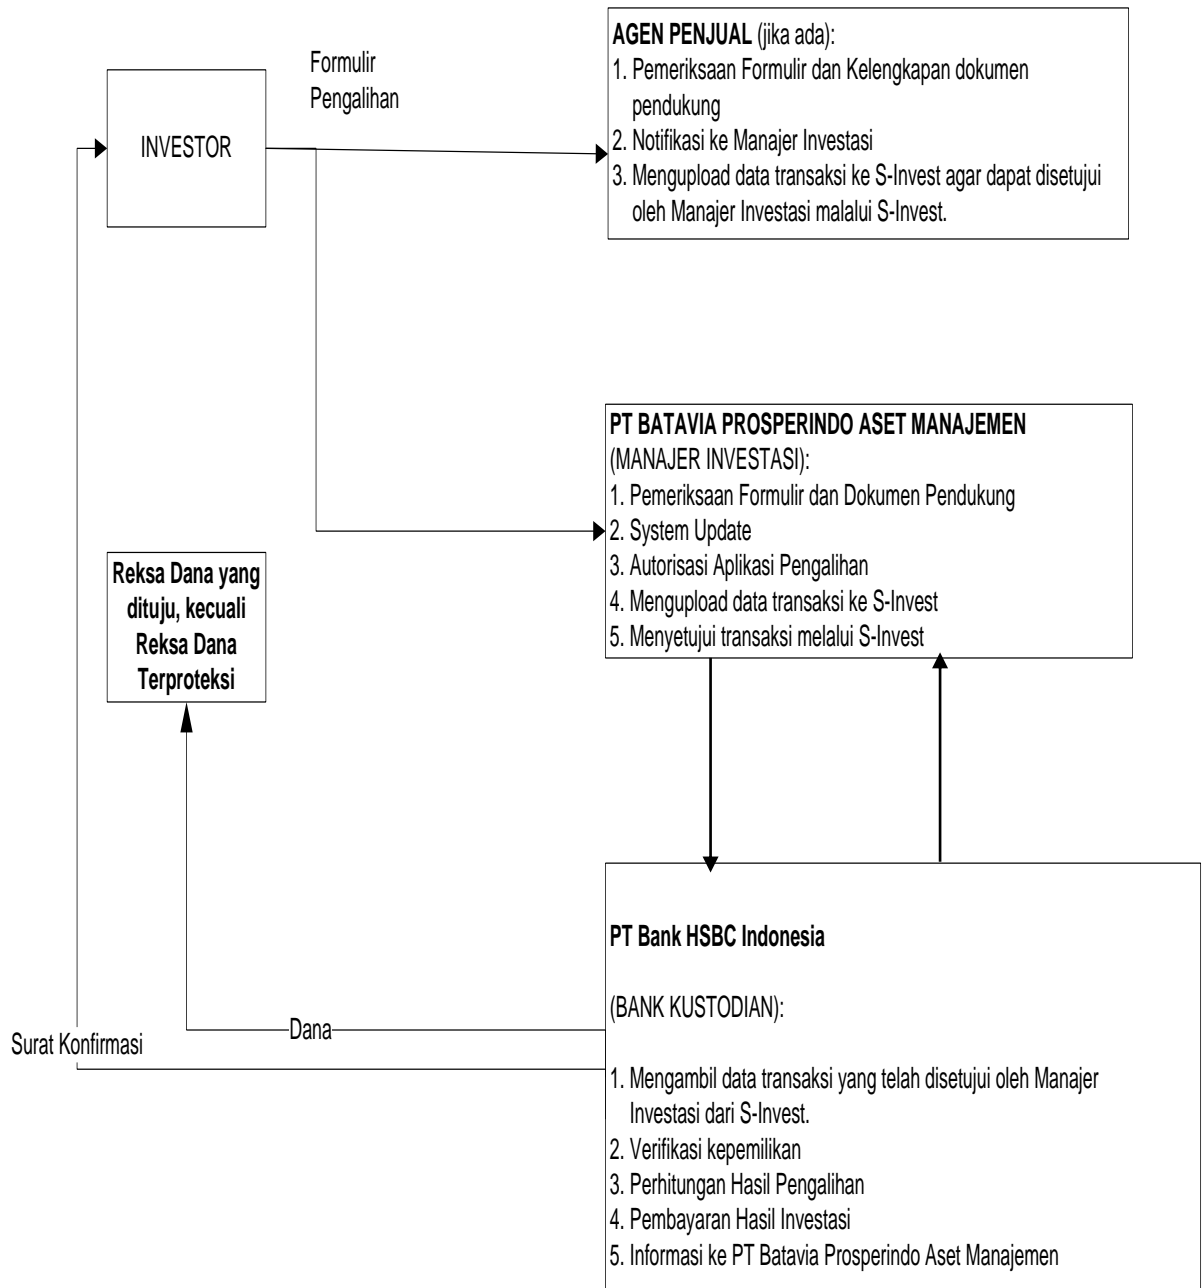 AGEN PENJUAL (jika ada):
1. Pemeriksaan Formulir dan Kelengkapan dokumen
pendukung
2. Notifikasi ke Manajer Investasi
3. Mengupload data transaksi ke S-Invest agar dapat disetujui
oleh Manajer Investasi malalui S-Invest.
Formulir
Pengalihan
INVESTOR
PT BATAVIA PROSPERINDO ASET MANAJEMEN
(MANAJER INVESTASI):
1. Pemeriksaan Formulir dan Dokumen Pendukung
2. System Update
3. Autorisasi Aplikasi Pengalihan
4. Mengupload data transaksi ke S-Invest
5. Menyetujui transaksi melalui S-Invest
Reksa Dana yang
dituju, kecuali
Reksa Dana
Terproteksi
PT Bank HSBC Indonesia
(BANK KUSTODIAN):
1. Mengambil data transaksi yang telah disetujui oleh Manajer
Investasi dari S-Invest.
2. Verifikasi kepemilikan
3. Perhitungan Hasil Pengalihan
4. Pembayaran Hasil Investasi
5. Informasi ke PT Batavia Prosperindo Aset Manajemen
Dana
Surat Konfirmasi